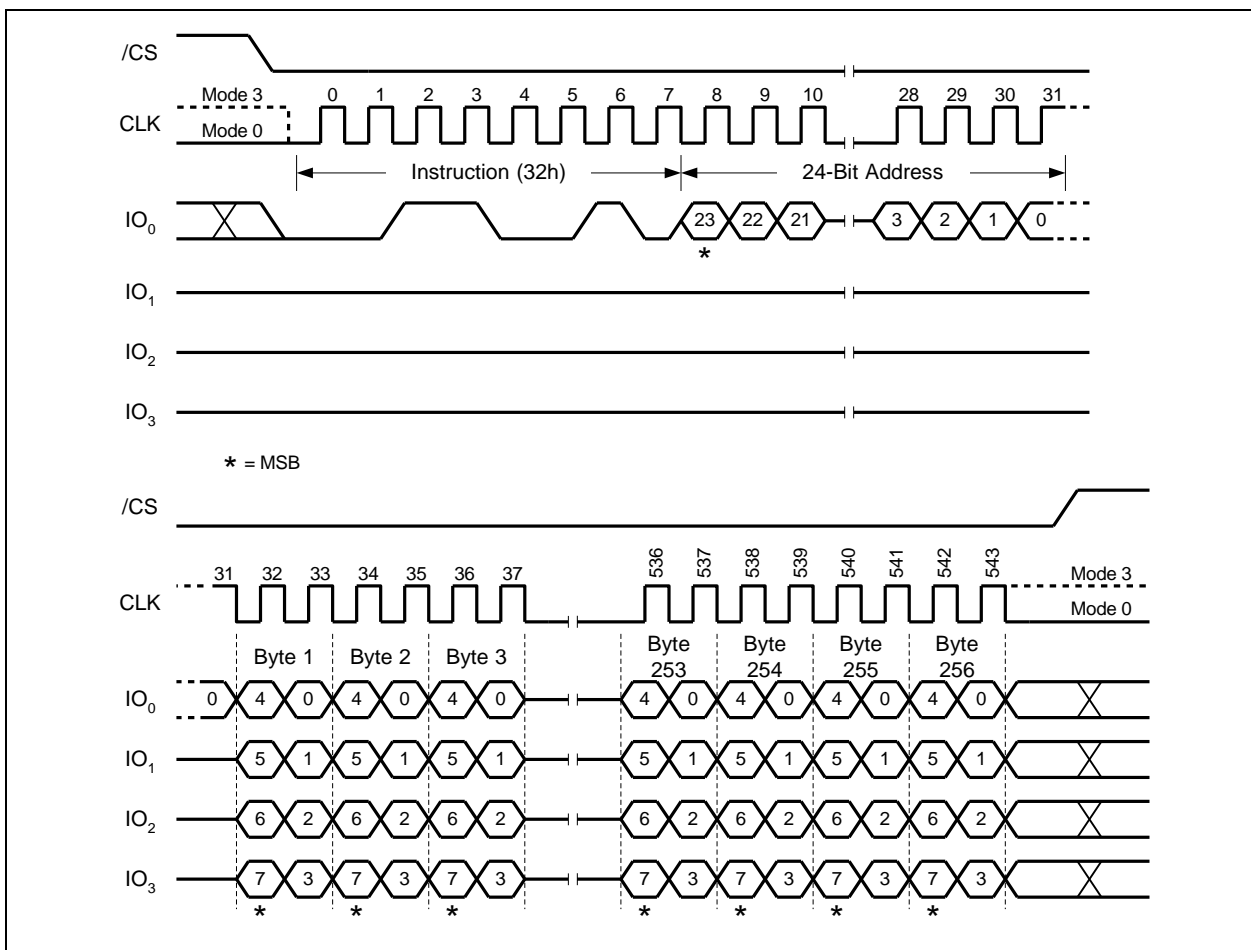 /CS
Mode 3 0 1 2 3 4 5 6 7 8 9 10 28 29 30 31
CLK
Mode 0
Instruction (32h) 24-Bit Address
IO0 23 22 21 3 2 1 0
*
IO1
IO2
IO3
* = MSB
/CS
31 32 33 34 35 36 37 536 537 538 539 540 541 542 543 Mode 3
CLK
Mode 0
Byte 1 Byte 2 Byte 3 Byte 253 Byte 254 Byte 255 Byte 256
IO0 0 4 0 4 0 4 0 4 0 4 0 4 0 4 0
IO1 5 1 5 1 5 1 5 1 5 1 5 1 5 1
IO2 6 2 6 2 6 2 6 2 6 2 6 2 6 2
IO3 7 3 7 3 7 3 7 3 7 3 7 3 7 3
* * * * * * *